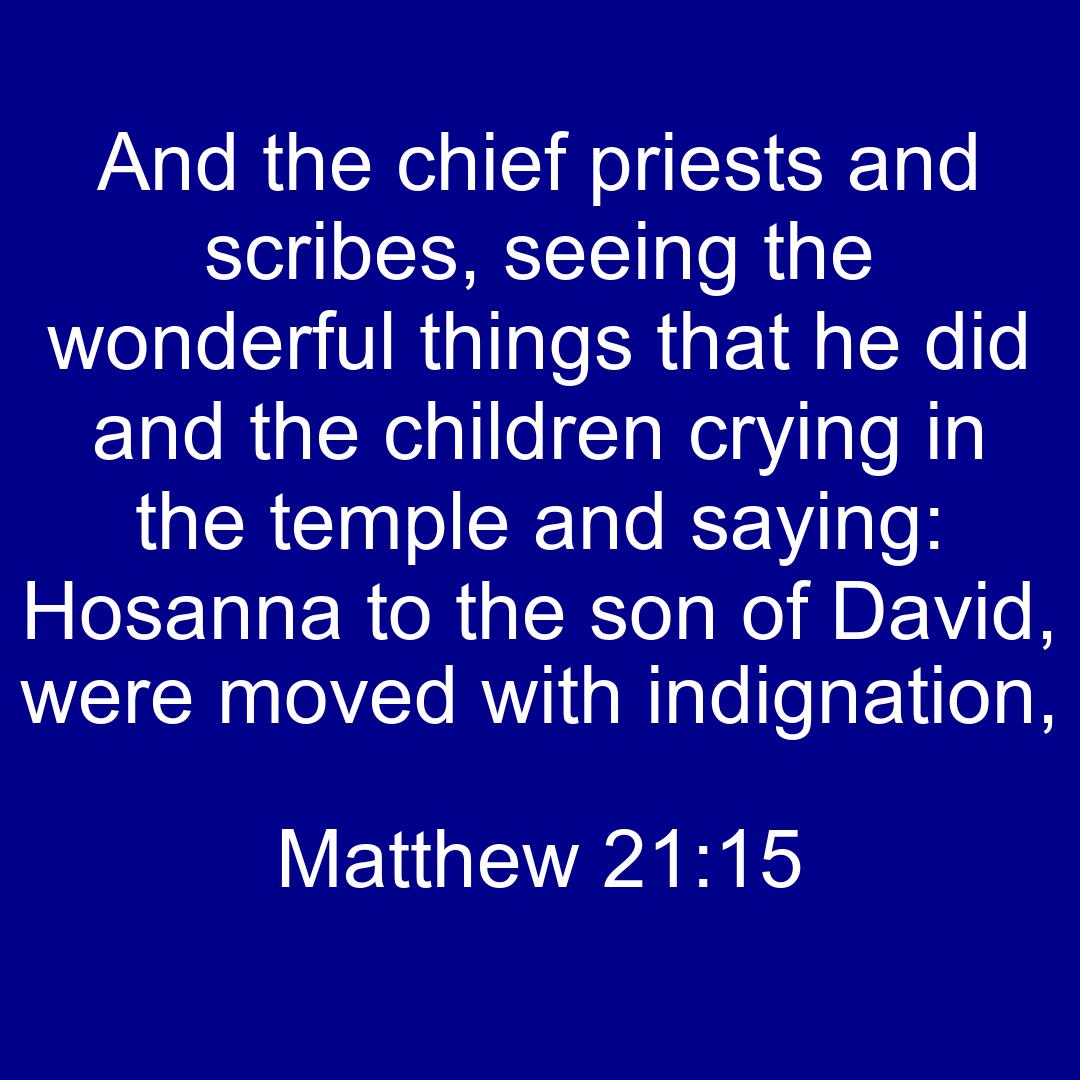 And the chief priests and
scribes, seeing the
wonderful things that he did
and the children crying in
the temple and saying:
Hosanna to the son of David,
were moved with indignation,
Matthew 21:15